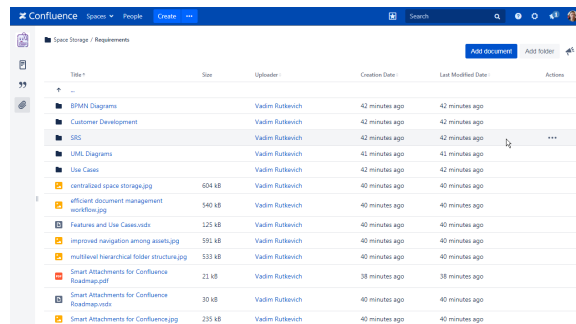 Confluence Spaces People Create ••• Search
Space Storage / Requirements
Add document Add folder
Title Size Uploader Creation Date Last Modified Date Actions
..
BPMN Diagrams Vadim Rutkevich 42 minutes ago 42 minutes ago
Customer Development Vadim Rutkevich 42 minutes ago 42 minutes ago
SRS Vadim Rutkevich 42 minutes ago 42 minutes ago •••
UML Diagrams Vadim Rutkevich 41 minutes ago 41 minutes ago
Use Cases Vadim Rutkevich 42 minutes ago 42 minutes ago
centralized space storage.jpg 604 kB Vadim Rutkevich 40 minutes ago 40 minutes ago
efficient document management
workflow.jpg 540 kB Vadim Rutkevich 40 minutes ago 40 minutes ago
Features and Use Cases.vsdx 125 kB Vadim Rutkevich 40 minutes ago 40 minutes ago
improved navigation among assets.jpg 591 kB Vadim Rutkevich 40 minutes ago 40 minutes ago
multilevel hierarchical folder structure.jpg 533 kB Vadim Rutkevich 40 minutes ago 40 minutes ago
Smart Attachments for Confluence
Roadmap.pdf 21 kB Vadim Rutkevich 38 minutes ago 38 minutes ago
Smart Attachments for Confluence
Roadmap.vsdx 30 kB Vadim Rutkevich 40 minutes ago 40 minutes ago
Smart Attachments for Confluence.jpg 235 kB Vadim Rutkevich 40 minutes ago 40 minutes ago